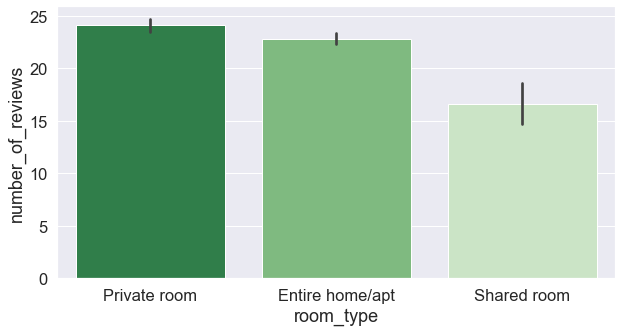 number_of_reviews
25
20
15
10
5
0
Private room
Entire home/apt
Shared room
room_type